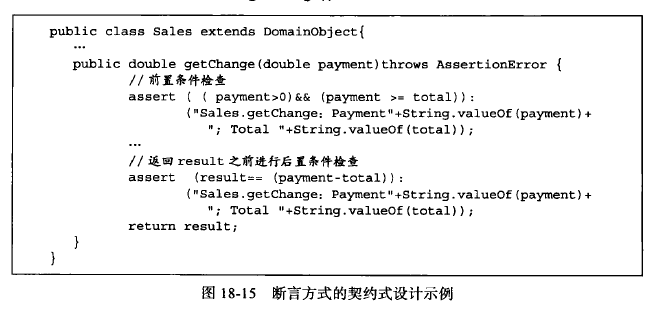 public class Sales extends DomainObject{
…
public double getChange(double payment)throws AssertionError {
//前置条件检查
assert ( ( payment>0)&& (payment >= total)):
("Sales.getChange: Payment"+String.valueOf(payment)+
"; Total "+String.valueOf(total));
…
//返回result之前进行后置条件检查
assert (result== (payment-total)):
("Sales.getChange: Payment"+String.valueOf(payment)+
"; Total "+String.valueOf(total));
return result;
}
}
图 18-15 断言方式的契约式设计示例